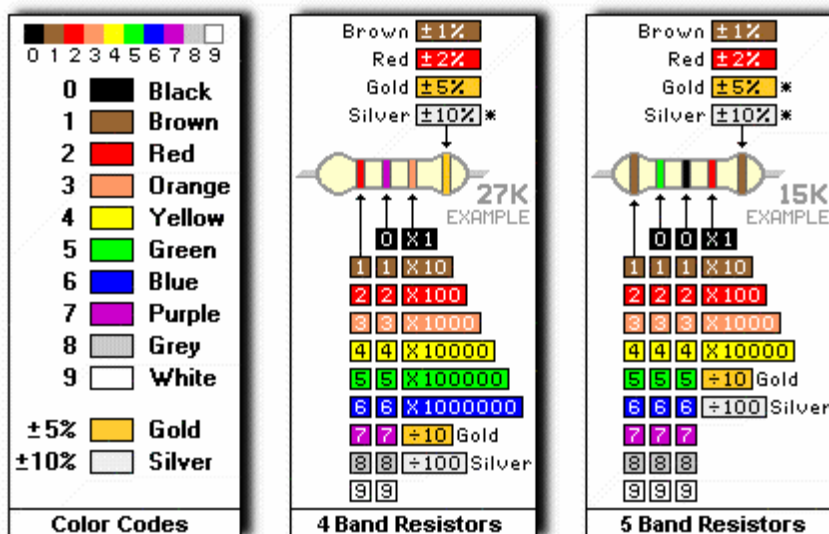 0 1 2 3 4 5 6 7 8 9
0 Black
1 Brown
2 Red
3 Orange
4 Yellow
5 Green
6 Blue
7 Purple
8 Grey
9 White
±5% Gold
±10% Silver
Color Codes
Brown ±1%
Red ±2%
Gold ±5%
Silver ±10% *
27K
EXAMPLE
0 X1
1 1 X10
2 2 X100
3 3 X1000
4 4 X10000
5 5 X100000
6 6 X1000000
7 7 ÷10 Gold
8 8 ÷100 Silver
9 9
4 Band Resistors
Brown ±1%
Red ±2%
Gold ±5% *
Silver ±10% *
15K
EXAMPLE
0 0 X1
1 1 1 X10
2 2 2 X100
3 3 3 X1000
4 4 4 X10000
5 5 5 ÷10 Gold
6 6 6 ÷100 Silver
7 7 7
8 8 8
9 9 9
5 Band Resistors